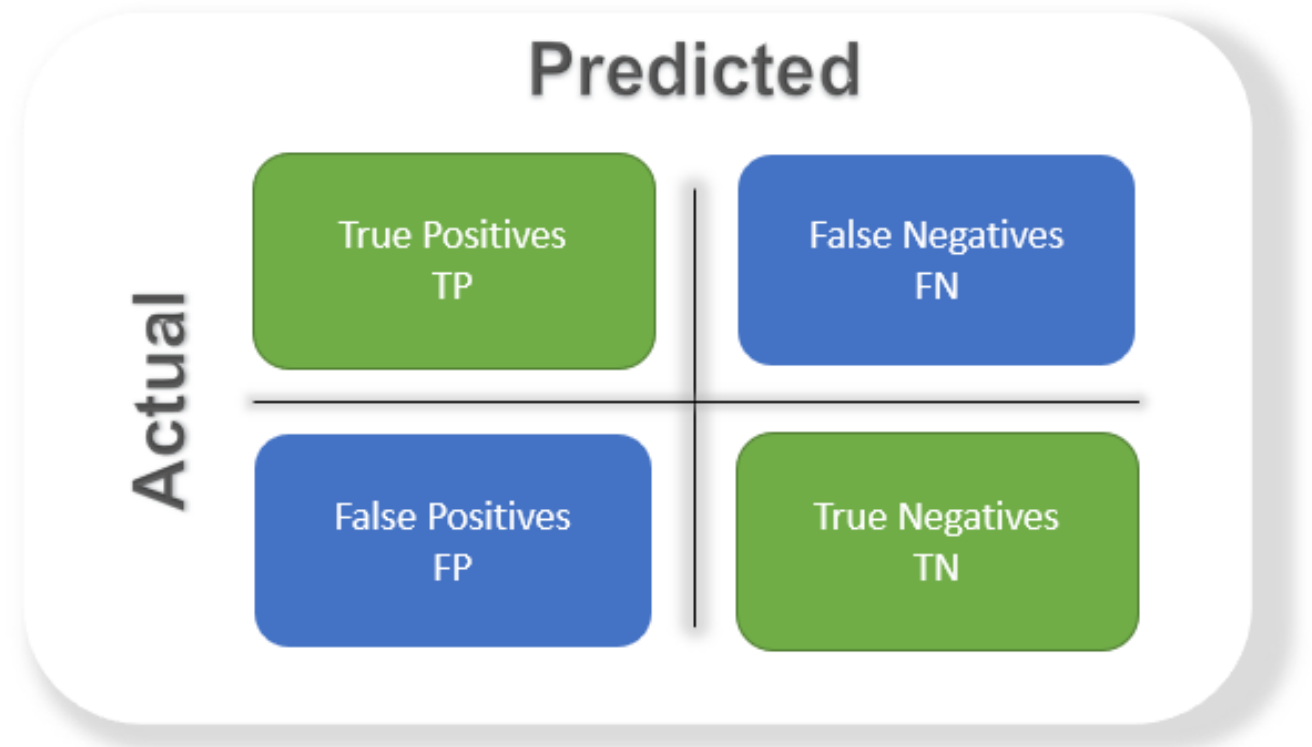 Predicted
Actual
True Positives
TP
False Negatives
FN
False Positives
FP
True Negatives
TN